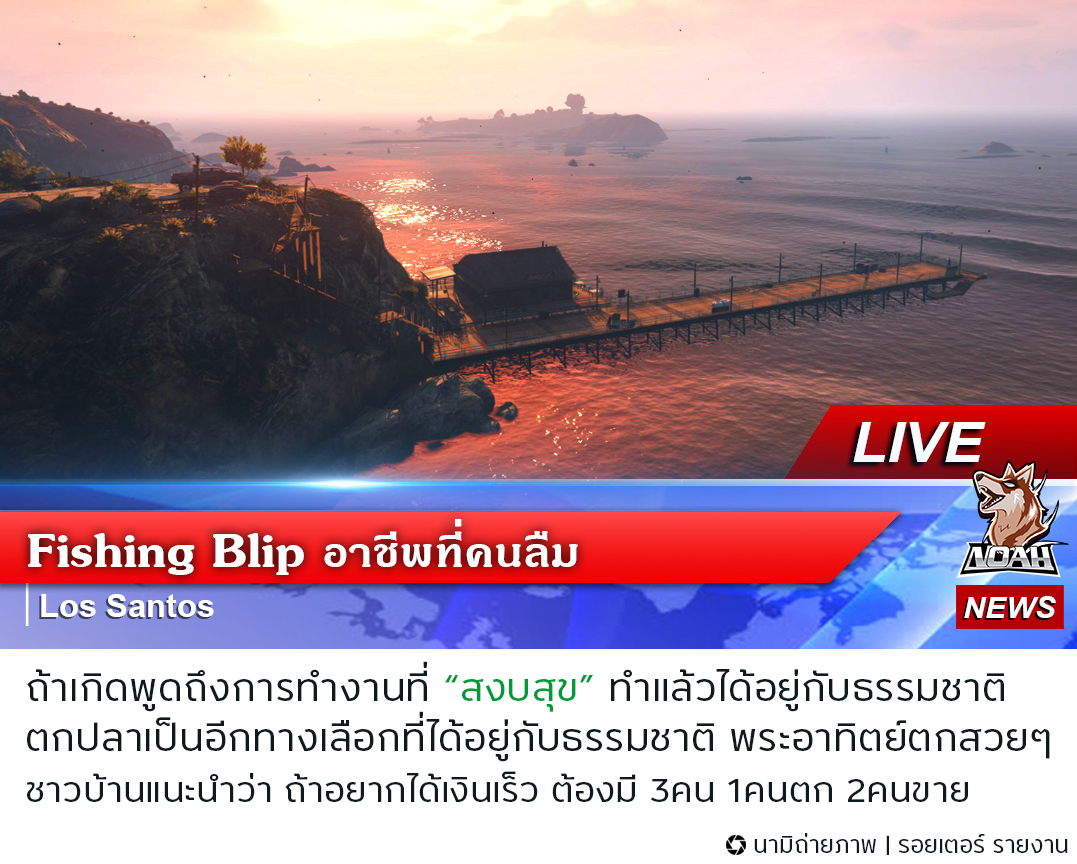 LIVE
Fishing Blip อาชีพที่คนลืม
Los Santos
NOAH
NEWS
ถ้าเกิดพูดถึงการทำงานที่ “สงบสุข” ทำแล้วได้อยู่กับธรรมชาติ
ตกปลาเป็นอีกทางเลือกที่ได้อยู่กับธรรมชาติ พระอาทิตย์ตกสวยๆ
ชาวบ้านแนะนำว่า ถ้าอยากได้เงินเร็ว ต้องมี 3คน 1คนตก 2คนขาย
นามิถ่ายภาพ | รอยเตอร์ รายงาน